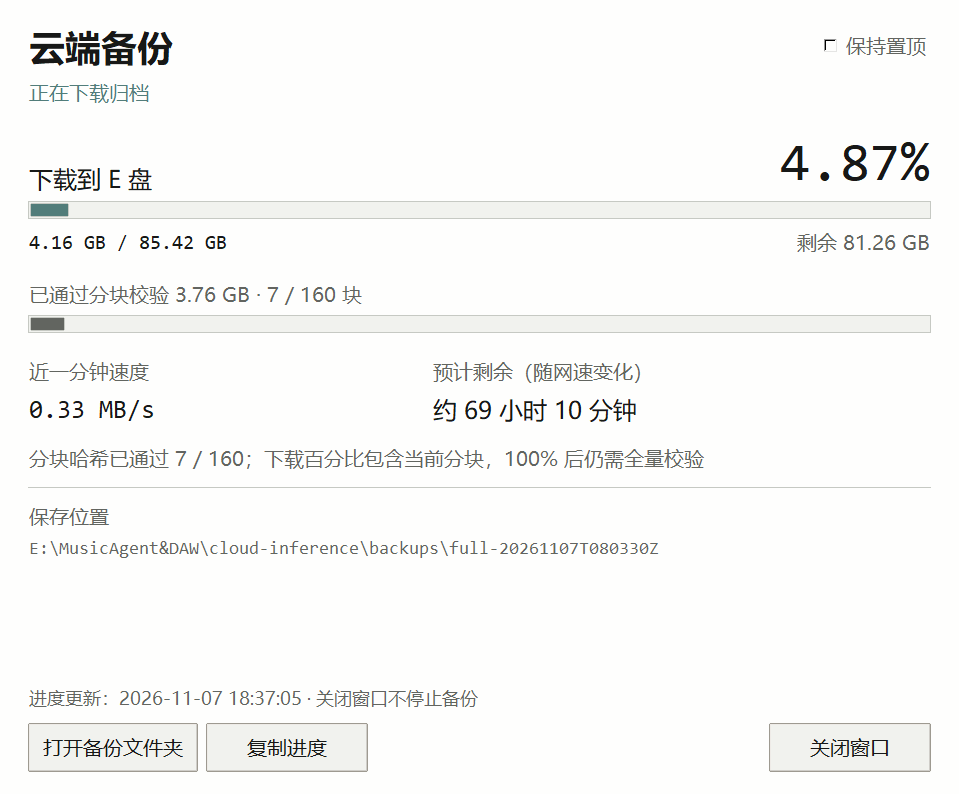 云端备份
保持置顶
正在下载归档
下载到 E 盘
4.87%
4.16 GB / 85.42 GB
剩余 81.26 GB
已通过分块校验 3.76 GB · 7 / 160 块
近一分钟速度
预计剩余（随网速变化）
0.33 MB/s
约 69 小时 10 分钟
分块哈希已通过 7 / 160；下载百分比包含当前分块，100% 后仍需全量校验
保存位置
E:\MusicAgent&DAW\cloud-inference\backups\full-20261107T080330Z
进度更新：2026-11-07 18:37:05 · 关闭窗口不停止备份
打开备份文件夹
复制进度
关闭窗口